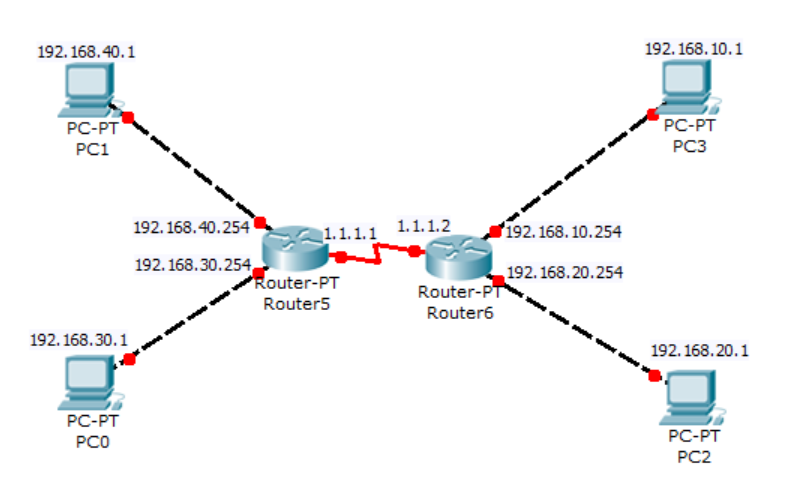 192.168.40.1
PC-PT
PC1
192.168.10.1
PC-PT
PC3
192.168.40.254
192.168.30.254
1.1.1.1
Router-PT
Router5
1.1.1.2
Router-PT
Router6
192.168.10.254
192.168.20.254
192.168.30.1
PC-PT
PC0
192.168.20.1
PC-PT
PC2